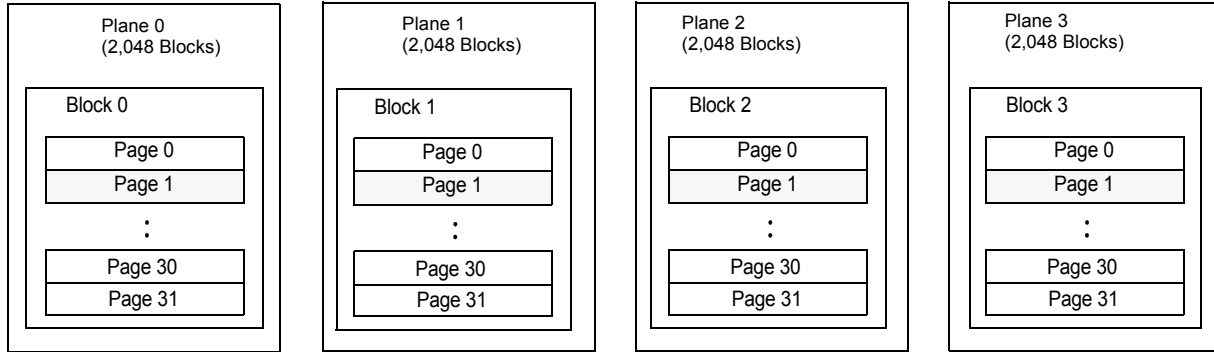 Plane 0
(2,048 Blocks)
Block 0
Page 0
Page 1
:
Page 30
Page 31
Plane 1
(2,048 Blocks)
Block 1
Page 0
Page 1
:
Page 30
Page 31
Plane 2
(2,048 Blocks)
Block 2
Page 0
Page 1
:
Page 30
Page 31
Plane 3
(2,048 Blocks)
Block 3
Page 0
Page 1
:
Page 30
Page 31